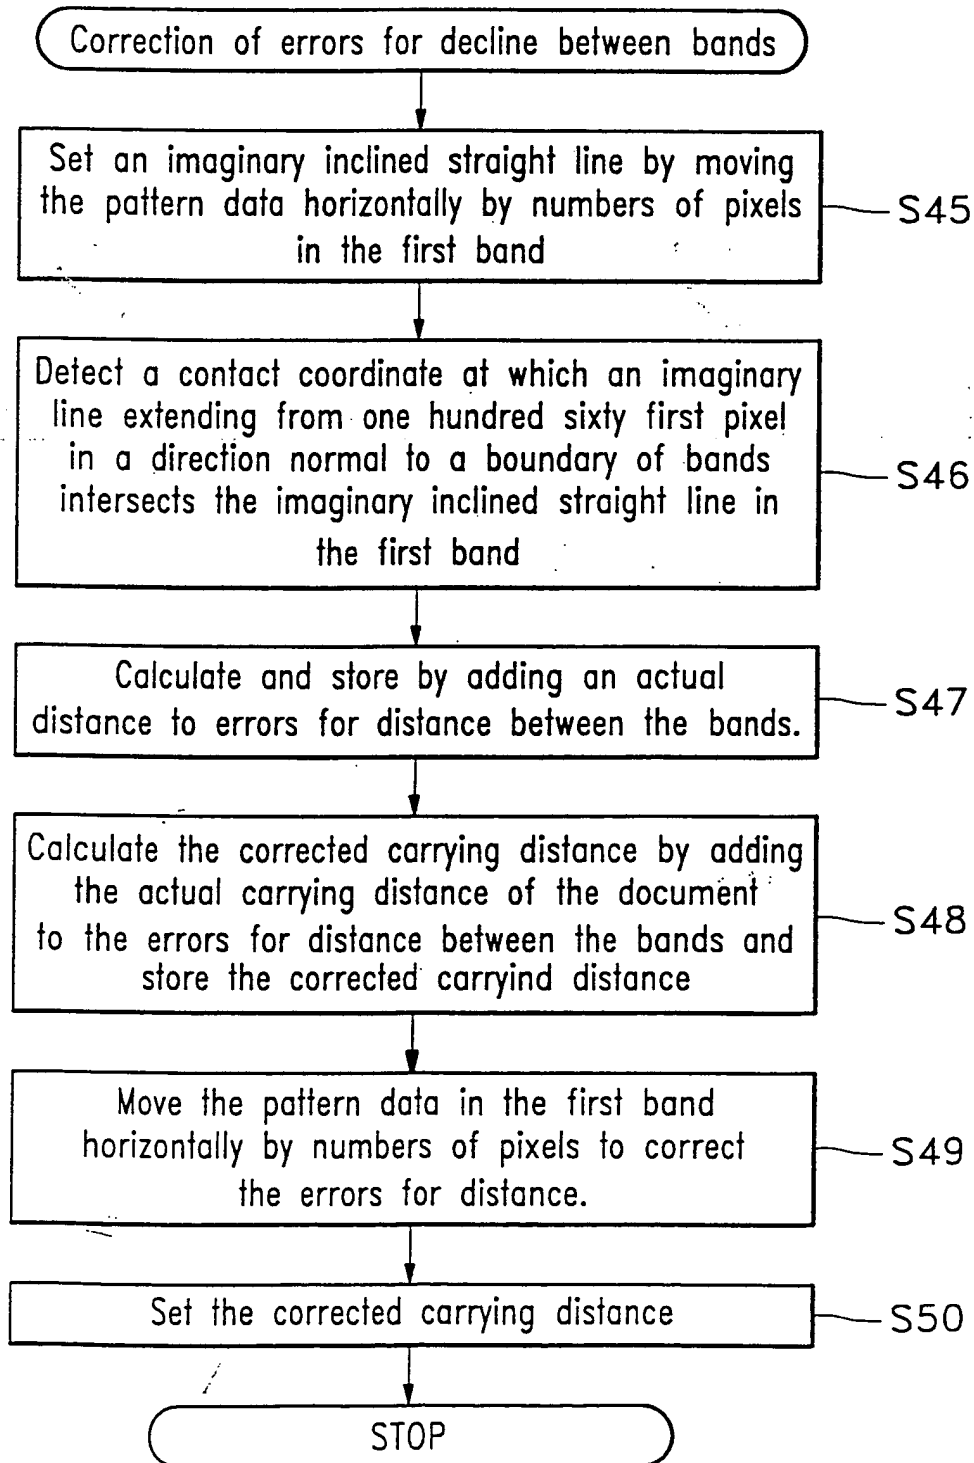 Correction of errors for decline between bands
Set an imaginary inclined straight line by moving
the pattern data horizontally by numbers of pixels
in the first band
S45
Detect a contact coordinate at which an imaginary
line extending from one hundred sixty first pixel
in a direction normal to a boundary of bands
intersects the imaginary inclined straight line in
the first band
S46
Calculate and store by adding an actual
distance to errors for distance between the bands.
S47
Calculate the corrected carrying distance by adding
the actual carrying distance of the document
to the errors for distance between the bands and
store the corrected carryind distance
S48
Move the pattern data in the first band
horizontally by numbers of pixels to correct
the errors for distance.
S49
Set the corrected carrying distance
S50
STOP